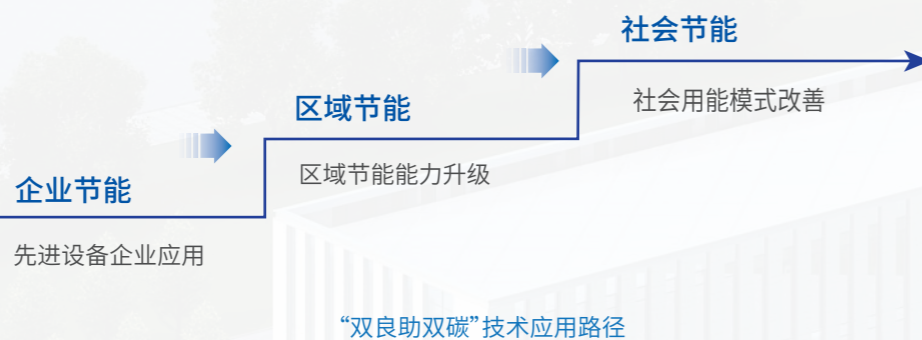 社会节能
社会用能模式改善
区域节能
区域节能能力升级
企业节能
先进设备企业应用
“双良助双碳”技术应用路径